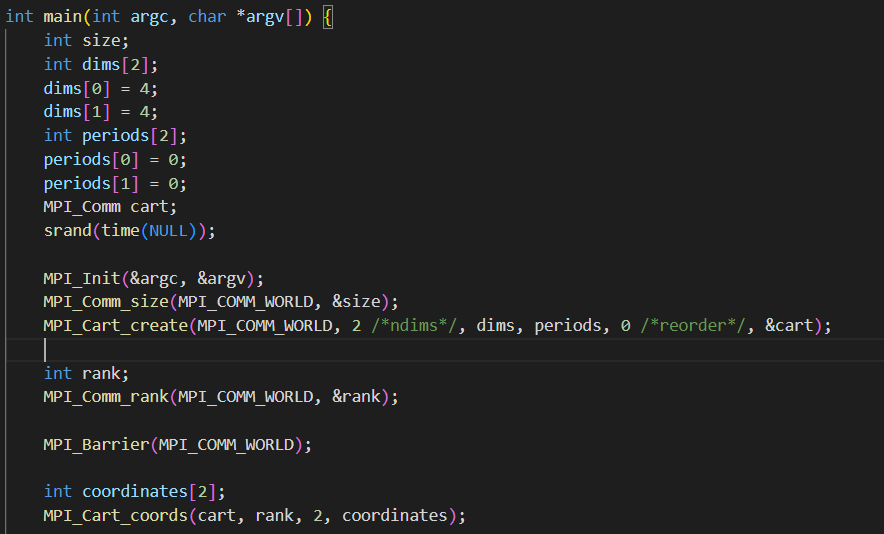 int main(int argc, char *argv[]) {
    int size;
    int dims[2];
    dims[0] = 4;
    dims[1] = 4;
    int periods[2];
    periods[0] = 0;
    periods[1] = 0;
    MPI_Comm cart;
    srand(time(NULL));

    MPI_Init(&argc, &argv);
    MPI_Comm_size(MPI_COMM_WORLD, &size);
    MPI_Cart_create(MPI_COMM_WORLD, 2 /*ndims*/, dims, periods, 0 /*reorder*/, &cart);

    int rank;
    MPI_Comm_rank(MPI_COMM_WORLD, &rank);

    MPI_Barrier(MPI_COMM_WORLD);

    int coordinates[2];
    MPI_Cart_coords(cart, rank, 2, coordinates);